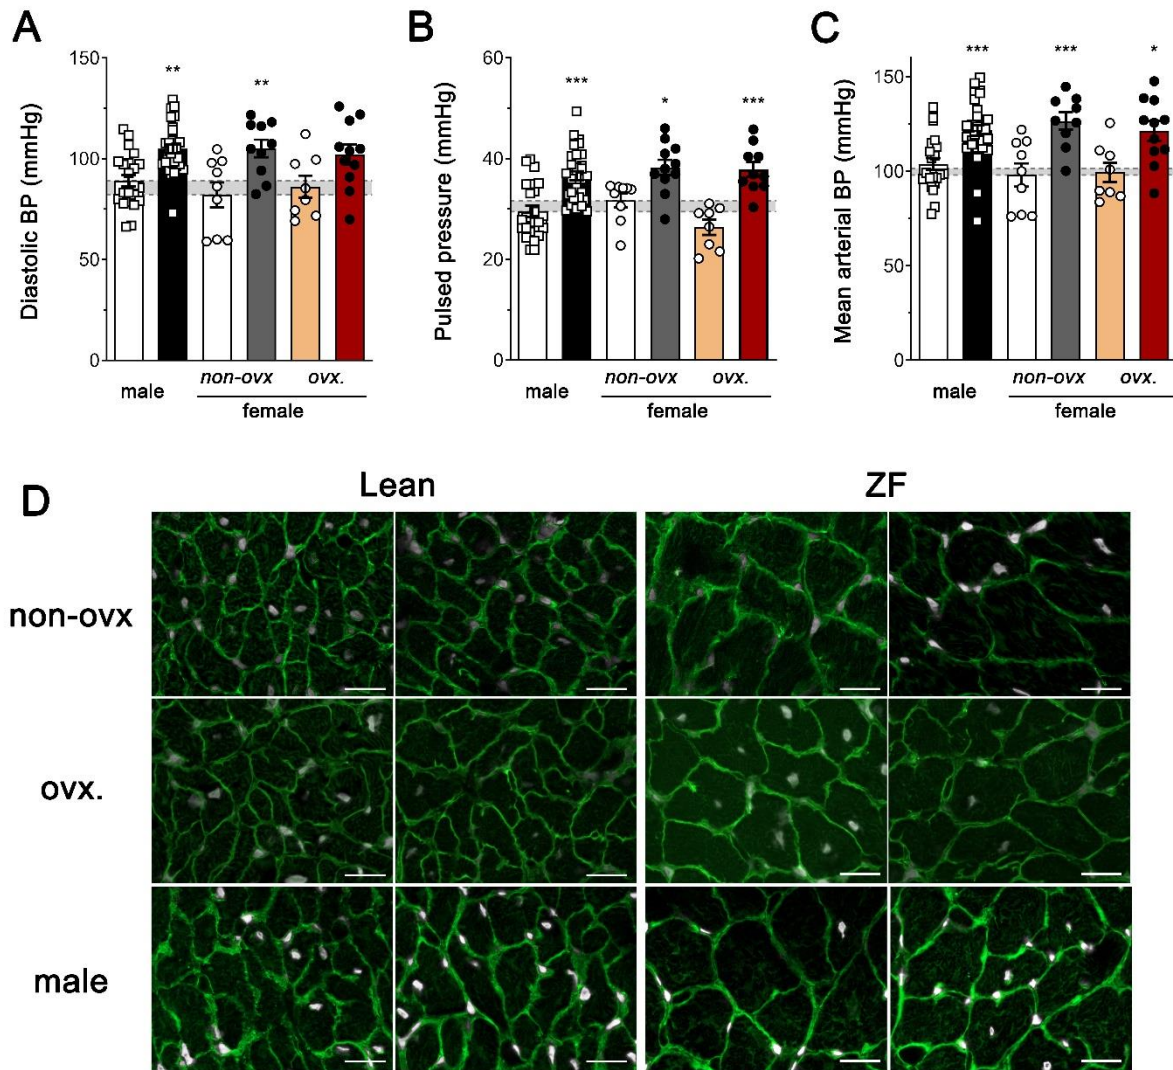 A
Diastolic BP (mmHg)
150
100
50
0
** **
male
non-ovx ovx.
female
B
Pulsed pressure (mmHg)
60
40
20
0
*** * ***
male
non-ovx ovx.
female
C
Mean arterial BP (mmHg)
150
100
50
0
*** *** *
male
non-ovx ovx.
female
D
Lean ZF
non-ovx
ovx.
male